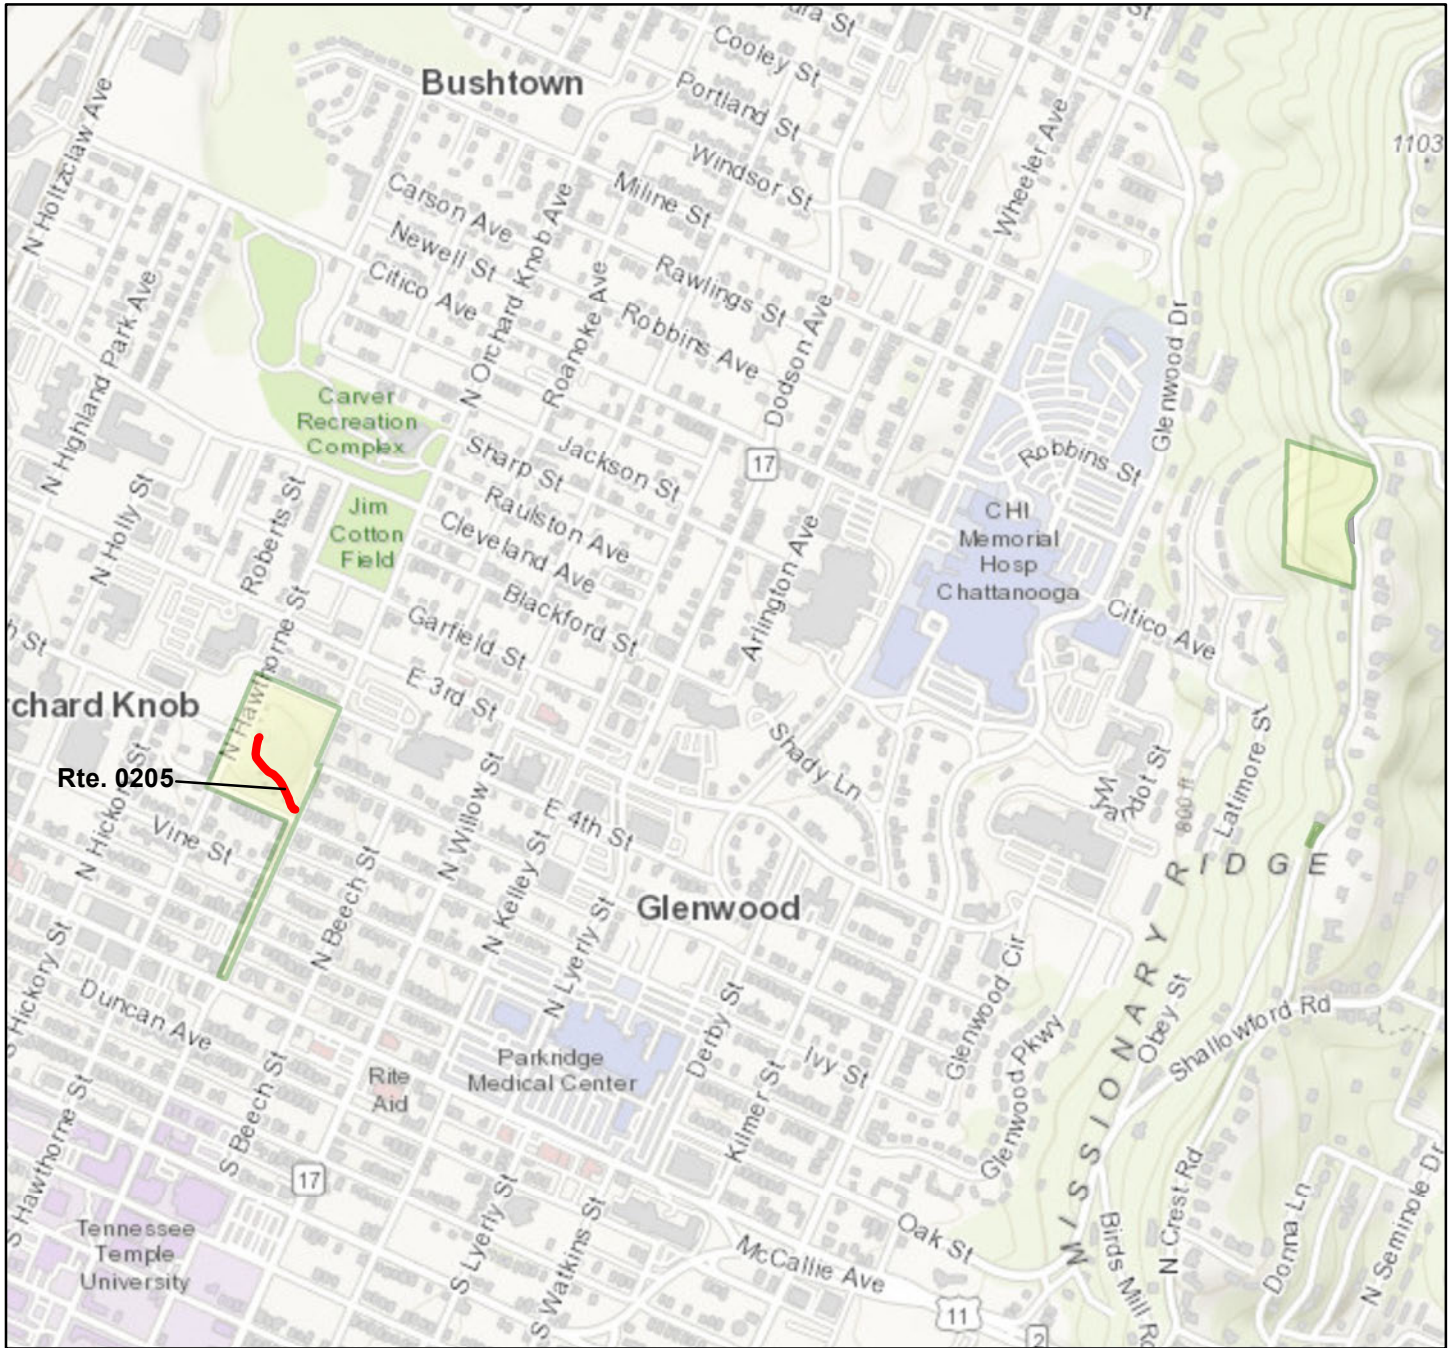 Cooley St
Bushtown
Portland St
N Holtzclaw Ave
Wheeler Ave
1103
Windsor St
Miline St
Carson Ave
Newell St
Citico Ave
N Orchard Knob Ave
Rawlings St
Roanoke Ave
Robbins Ave
Dodson Ave
Glenwood Dr
N Highland Park Ave
Carver
Recreation
Complex
Sharp St
Jackson St
17
Robbins St
Raulston Ave
Cleveland Ave
Jim
Cotton
Field
N Holly St
Roberts St
CHI
Memorial
Hosp
Chattanooga
Arlington Ave
Blackford St
Garfield St
Citico Ave
h St
N Hawthorne St
E 3rd St
rchard Knob
Shady Ln
Latimore St
Wyandot St
800 ft
Rte. 0205
N Hickory St
Vine St
N Willow St
E 4th St
MISSIONARY RIDGE
N Beech St
N Kelley St
Glenwood
N Lyerly St
S Hickory St
Duncan Ave
Glenwood Cir
Derby St
Obey St
Shallowford Rd
Ivy St
Glenwood Pkwy
Parkridge
Medical Center
Rite
Aid
Kilmer St
S Hawthorne St
S Beech St
17
N Crest Rd
Donna Ln
N Seminole Dr
Tennessee
Temple
University
S Lyerly St
S Watkins St
McCallie Ave
Oak St
Birds Mill R
11
2